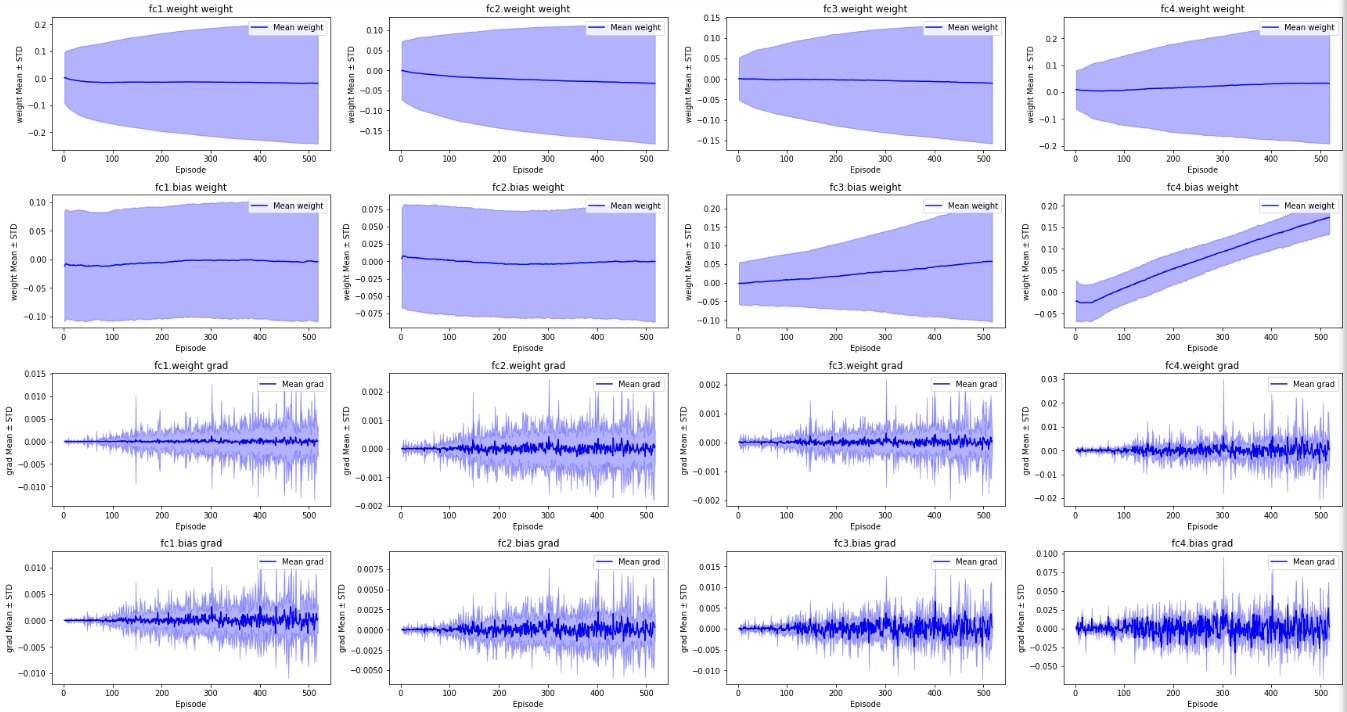 fc1.weight weight
0.2
0.1
0.0
−0.1
−0.2
weight Mean ± STD
Mean weight
0 100 200 300 400 500
Episode
fc2.weight weight
0.10
0.05
0.00
−0.05
−0.10
−0.15
weight Mean ± STD
Mean weight
0 100 200 300 400 500
Episode
fc3.weight weight
0.15
0.10
0.05
0.00
−0.05
−0.10
−0.15
weight Mean ± STD
Mean weight
0 100 200 300 400 500
Episode
fc4.weight weight
0.2
0.1
0.0
−0.1
−0.2
weight Mean ± STD
Mean weight
0 100 200 300 400 500
Episode
fc1.bias weight
0.10
0.05
0.00
−0.05
−0.10
weight Mean ± STD
Mean weight
0 100 200 300 400 500
Episode
fc2.bias weight
0.075
0.050
0.025
0.000
−0.025
−0.050
−0.075
weight Mean ± STD
Mean weight
0 100 200 300 400 500
Episode
fc3.bias weight
0.20
0.15
0.10
0.05
0.00
−0.05
−0.10
weight Mean ± STD
Mean weight
0 100 200 300 400 500
Episode
fc4.bias weight
0.20
0.15
0.10
0.05
0.00
−0.05
weight Mean ± STD
Mean weight
0 100 200 300 400 500
Episode
fc1.weight grad
0.015
0.010
0.005
0.000
−0.005
−0.010
grad Mean ± STD
Mean grad
0 100 200 300 400 500
Episode
fc2.weight grad
0.002
0.001
0.000
−0.001
−0.002
grad Mean ± STD
Mean grad
0 100 200 300 400 500
Episode
fc3.weight grad
0.002
0.001
0.000
−0.001
−0.002
grad Mean ± STD
Mean grad
0 100 200 300 400 500
Episode
fc4.weight grad
0.03
0.02
0.01
0.00
−0.01
−0.02
grad Mean ± STD
Mean grad
0 100 200 300 400 500
Episode
fc1.bias grad
0.010
0.005
0.000
−0.005
−0.010
grad Mean ± STD
Mean grad
0 100 200 300 400 500
Episode
fc2.bias grad
0.0075
0.0050
0.0025
0.0000
−0.0025
−0.0050
grad Mean ± STD
Mean grad
0 100 200 300 400 500
Episode
fc3.bias grad
0.015
0.010
0.005
0.000
−0.005
−0.010
grad Mean ± STD
Mean grad
0 100 200 300 400 500
Episode
fc4.bias grad
0.100
0.075
0.050
0.025
0.000
−0.025
−0.050
grad Mean ± STD
Mean grad
0 100 200 300 400 500
Episode